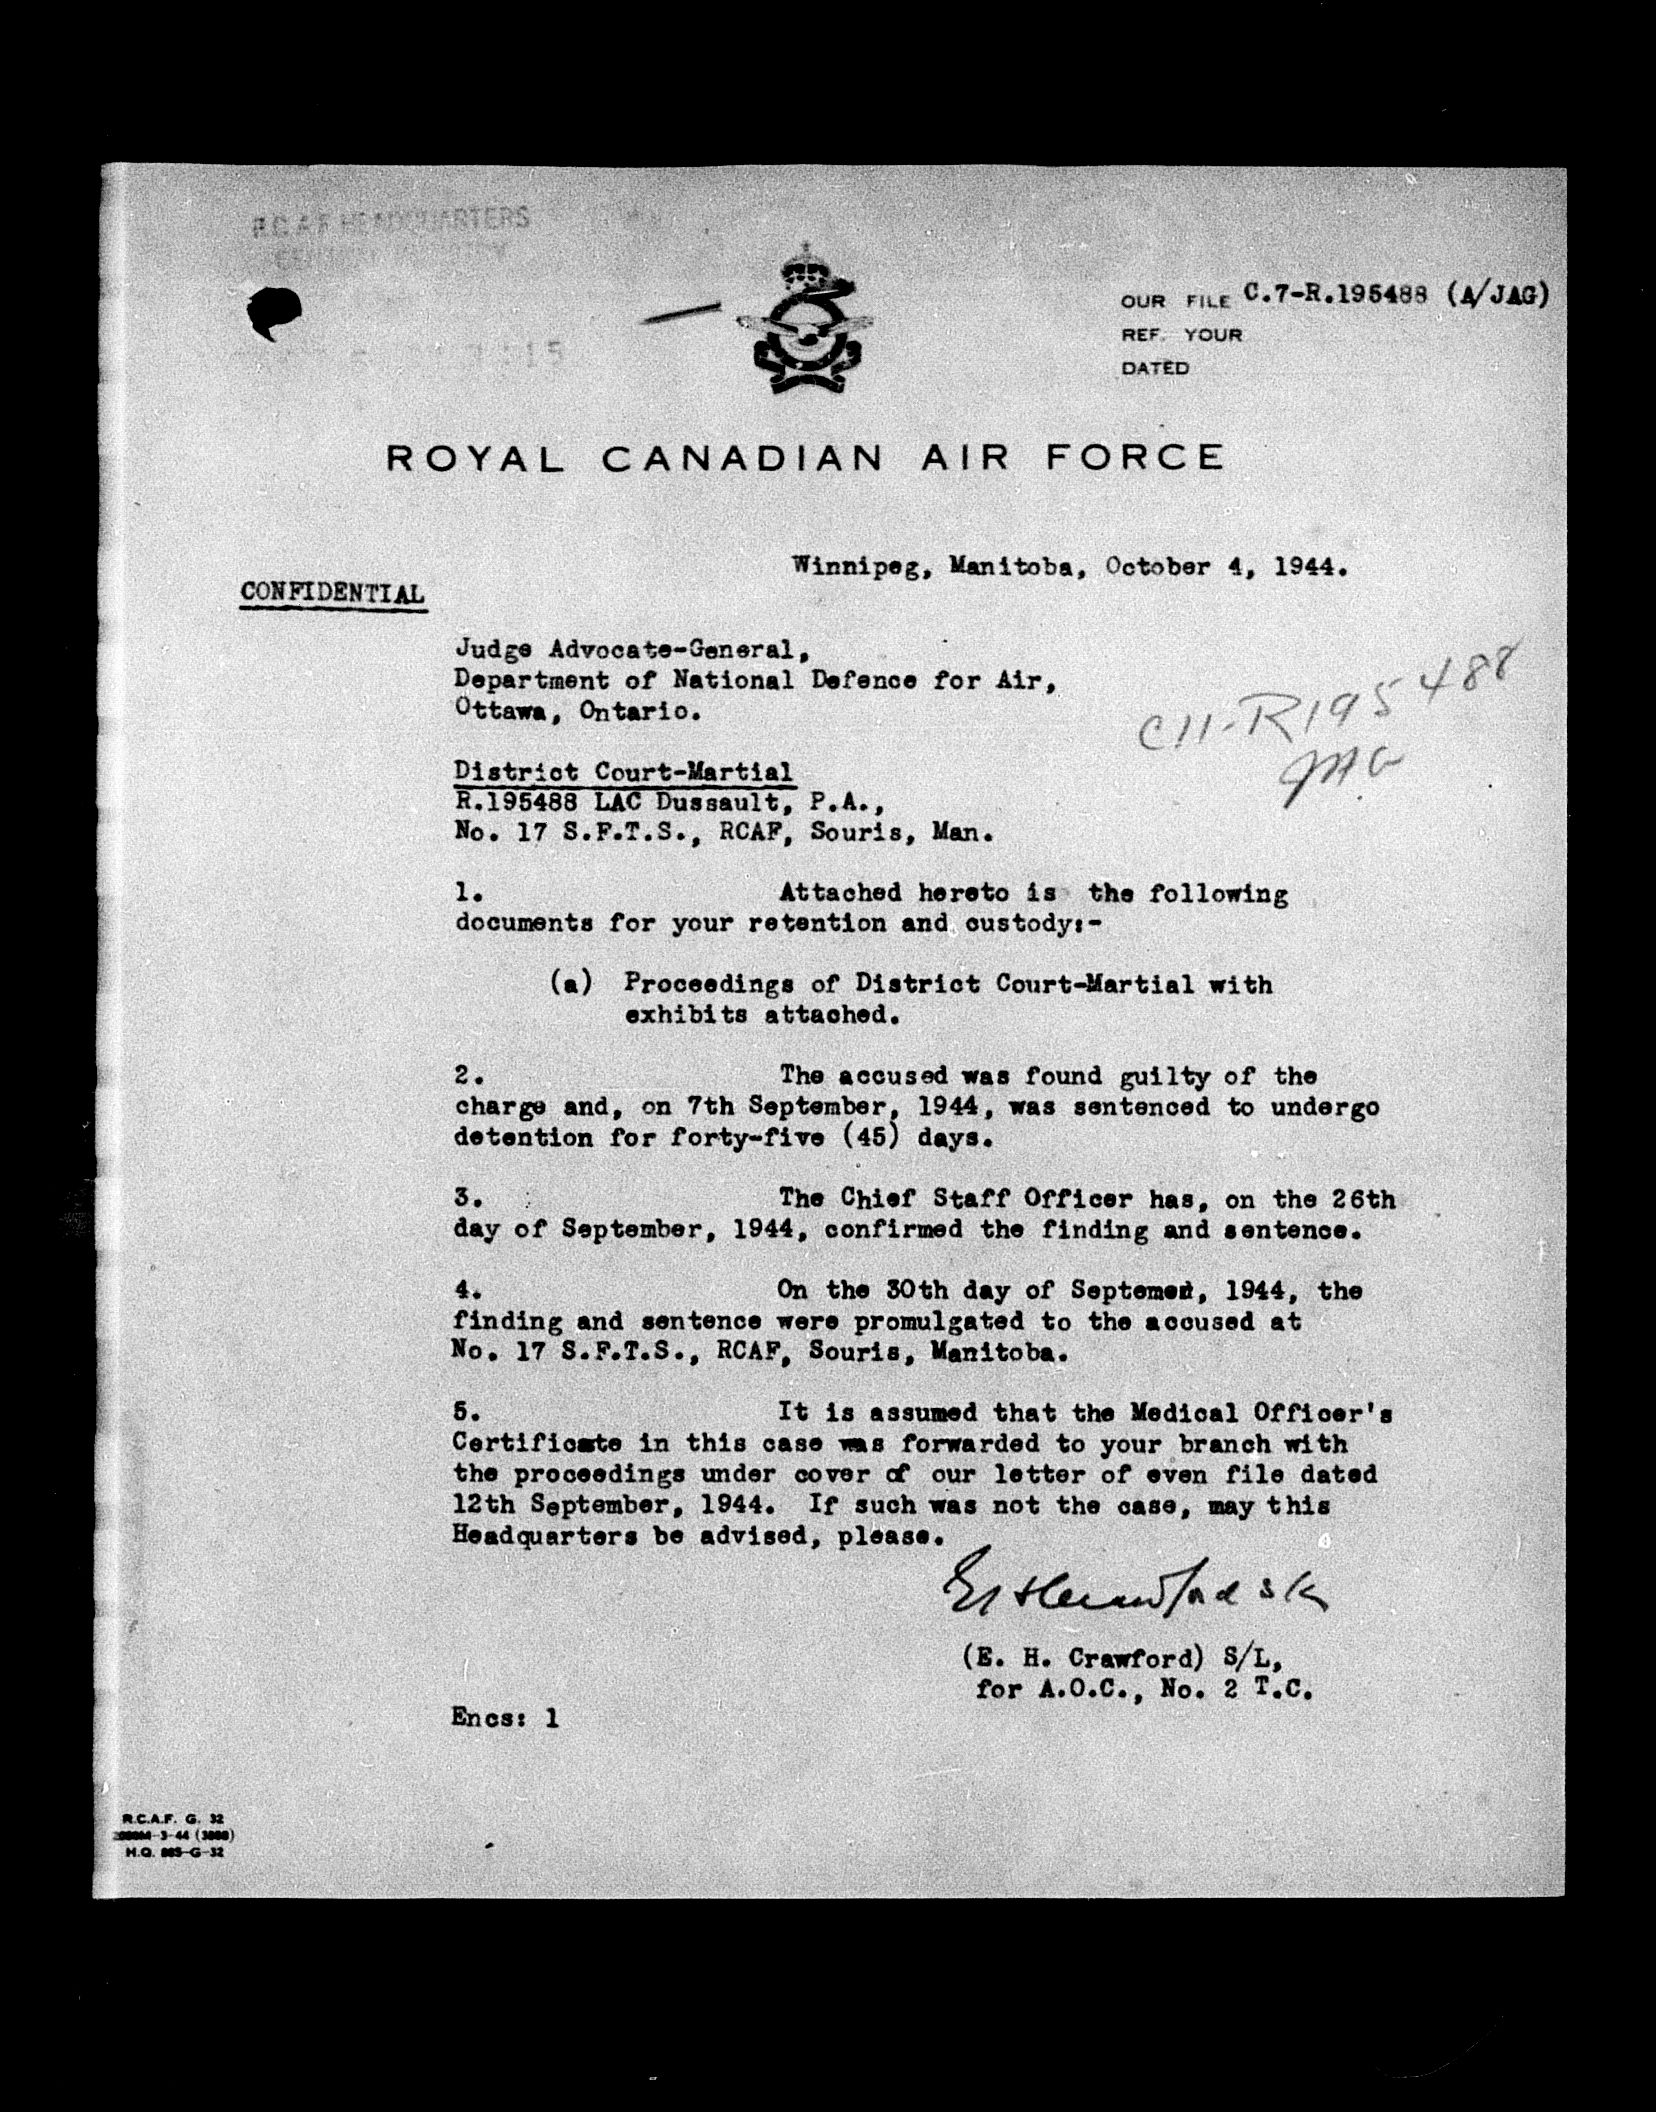 R.C.A.F HEADQUARTERS
OUR FILE C.7-R.195488 (A/JAG)
REF. YOUR
DATED
ROYAL CANADIAN AIR FORCE
Winnipeg, Manitoba, October 4, 1944.
CONFIDENTIAL
Judge Advocate-General,
Department of National Defence for Air,
Ottawa, Ontario.
C11-R195488
JAG
District Court-Martial
R.195488 LAC Dussault, P.A.,
No. 17 S.F.T.S., RCAF, Souris, Man.
1. Attached hereto is the following
documents for your retention and custody:-
(a) Proceedings of District Court-Martial with
exhibits attached.
2. The accused was found guilty of the
charge and, on 7th September, 1944, was sentenced to undergo
detention for forty-five (45) days.
3. The Chief Staff Officer has, on the 26th
day of September, 1944, confirmed the finding and sentence.
4. On the 30th day of Septemer, 1944, the
finding and sentence were promulgated to the accused at
No. 17 S.F.T.S., RCAF, Souris, Manitoba.
5. It is assumed that the Medical Officer's
Certificate in this case was forwarded to your branch with
the proceedings under cover of our letter of even file dated
12th September, 1944. If such was not the case, may this
Headquarters be advised, please.
EHCrawford S/L
(E. H. Crawford) S/L,
for A.O.C., No. 2 T.C.
Encs: 1
R.C.A.F. G. 32
H.Q. 885-G-32